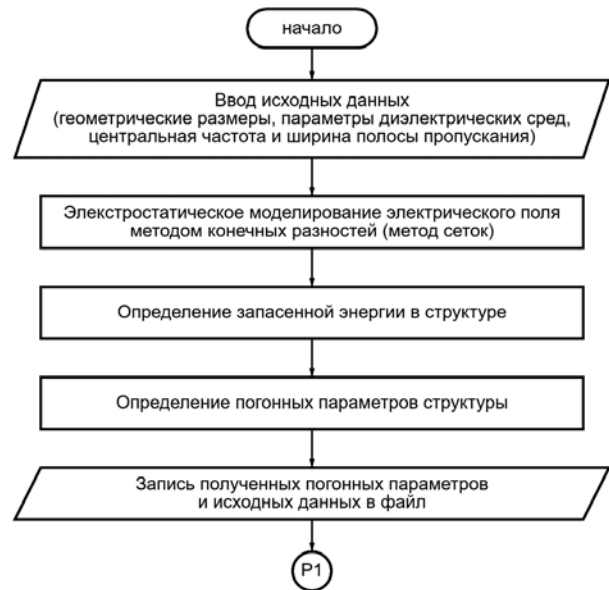 начало
Ввод исходных данных
(геометрические размеры, параметры диэлектрических сред,
центральная частота и ширина полосы пропускания)
Элекстростатическое моделирование электрического поля
методом конечных разностей (метод сеток)
Определение запасенной энергии в структуре
Определение погонных параметров структуры
Запись полученных погонных параметров
и исходных данных в файл
P1